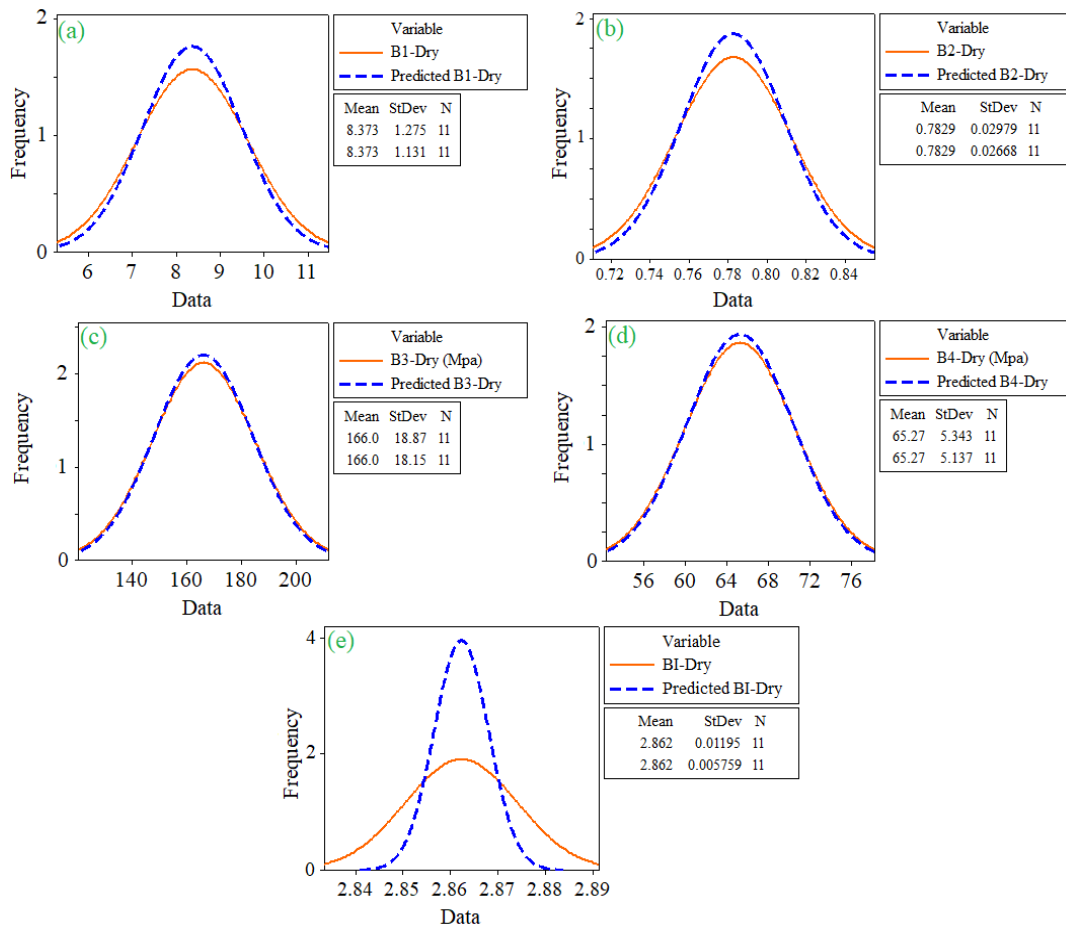 (a)
2
1
0
Frequency
6 7 8 9 10 11
Data
Variable
B1-Dry
Predicted B1-Dry
Mean StDev N
8.373 1.275 11
8.373 1.131 11
(b)
2
1
0
Frequency
0.72 0.74 0.76 0.78 0.80 0.82 0.84
Data
Variable
B2-Dry
Predicted B2-Dry
Mean StDev N
0.7829 0.02979 11
0.7829 0.02668 11
(c)
2
1
0
Frequency
140 160 180 200
Data
Variable
B3-Dry (Mpa)
Predicted B3-Dry
Mean StDev N
166.0 18.87 11
166.0 18.15 11
(d)
2
1
0
Frequency
56 60 64 68 72 76
Data
Variable
B4-Dry (Mpa)
Predicted B4-Dry
Mean StDev N
65.27 5.343 11
65.27 5.137 11
(e)
4
2
0
Frequency
2.84 2.85 2.86 2.87 2.88 2.89
Data
Variable
BI-Dry
Predicted BI-Dry
Mean StDev N
2.862 0.01195 11
2.862 0.005759 11